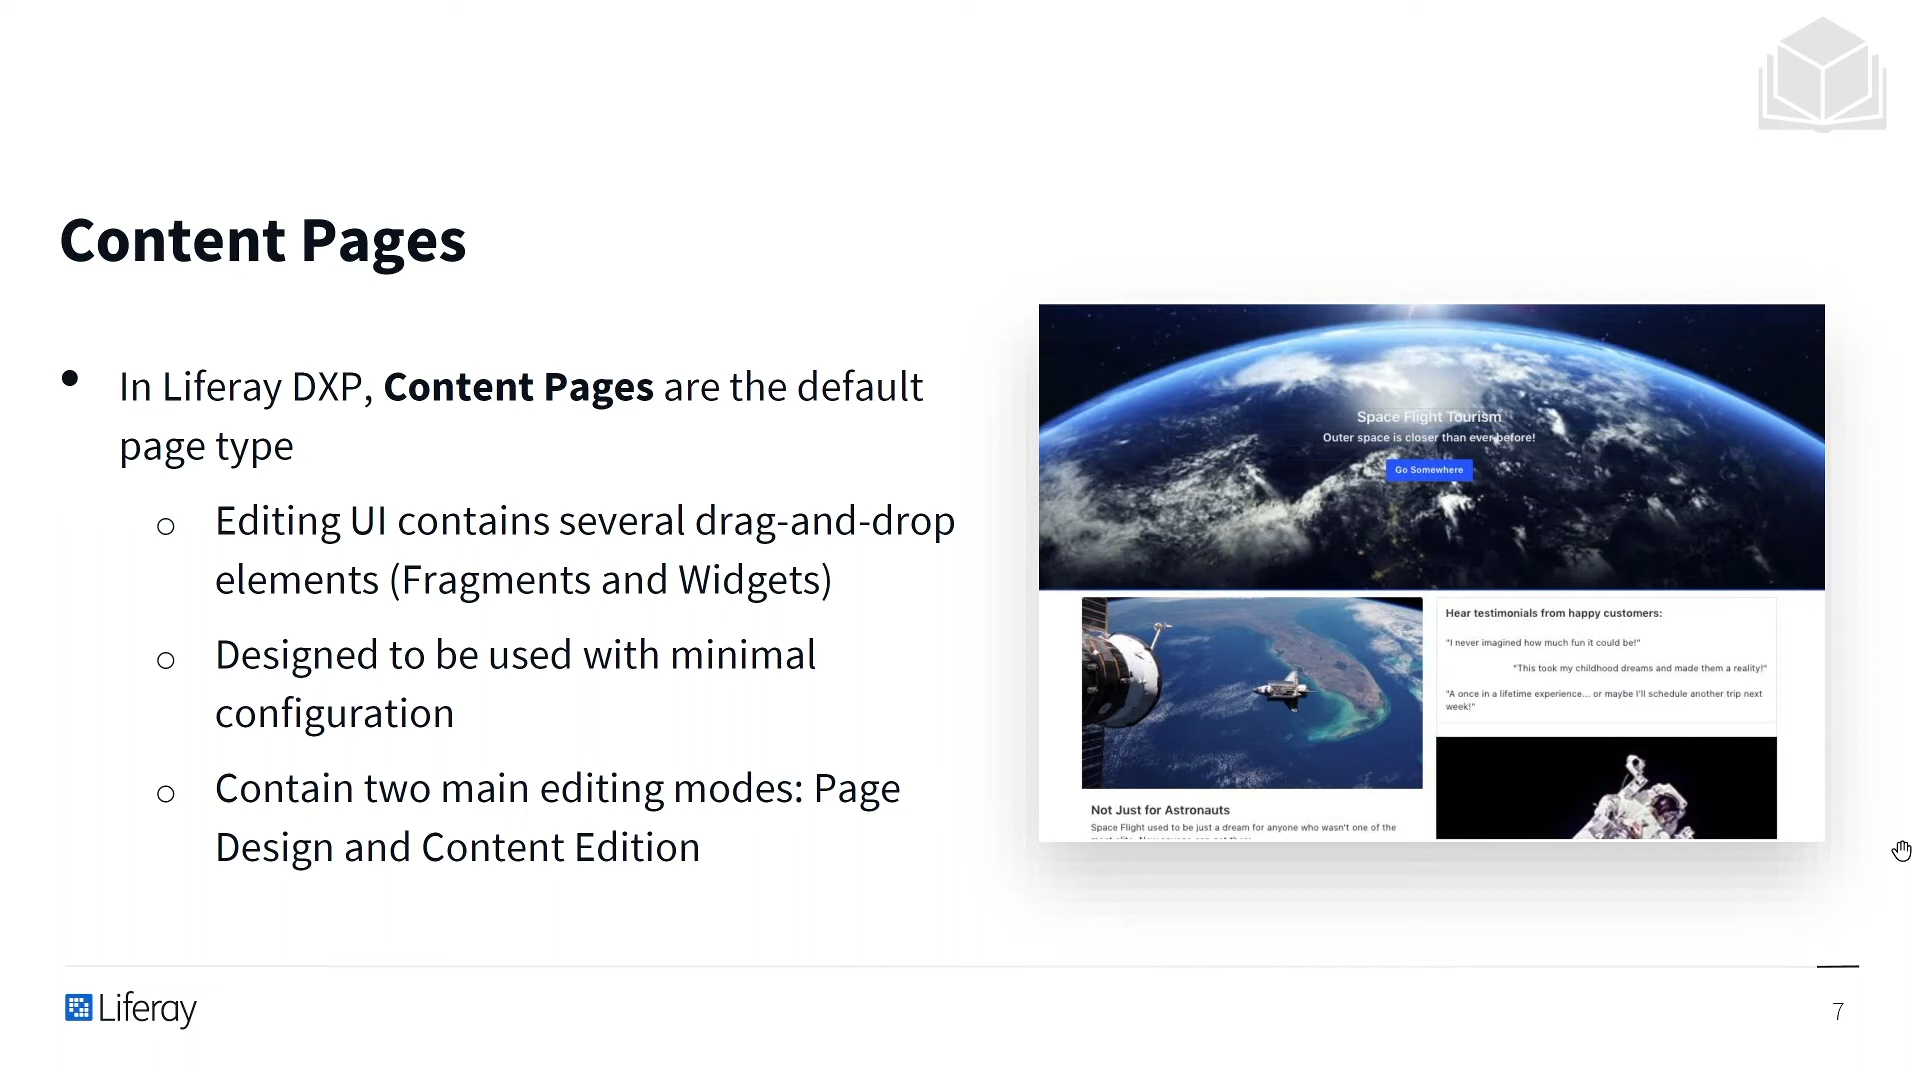 Content Pages
• In Liferay DXP, Content Pages are the default
page type
o Editing UI contains several drag-and-drop
elements (Fragments and Widgets)
o Designed to be used with minimal
configuration
o Contain two main editing modes: Page
Design and Content Edition
Space Flight Tourism
Outer space is closer than ever before!
Go Somewhere
Hear testimonials from happy customers:
"I never imagined how much fun it could be!"
"This took my childhood dreams and made them a reality!"
"A once in a lifetime experience... or maybe I'll schedule another trip next
week!"
Not Just for Astronauts
Space Flight used to be just a dream for anyone who wasn't one of the
Liferay
7